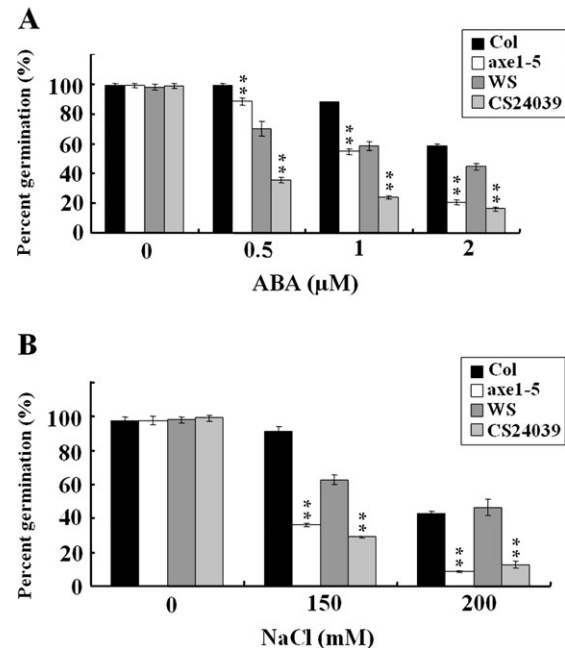 A
Col
axe1-5
WS
CS24039
Percent germination (%)
100
80
60
40
20
0
**
**
**
**
**
**
0 0.5 1 2
ABA (μM)
B
Col
axe1-5
WS
CS24039
Percent germination (%)
100
80
60
40
20
0
**
**
**
**
0 150 200
NaCl (mM)